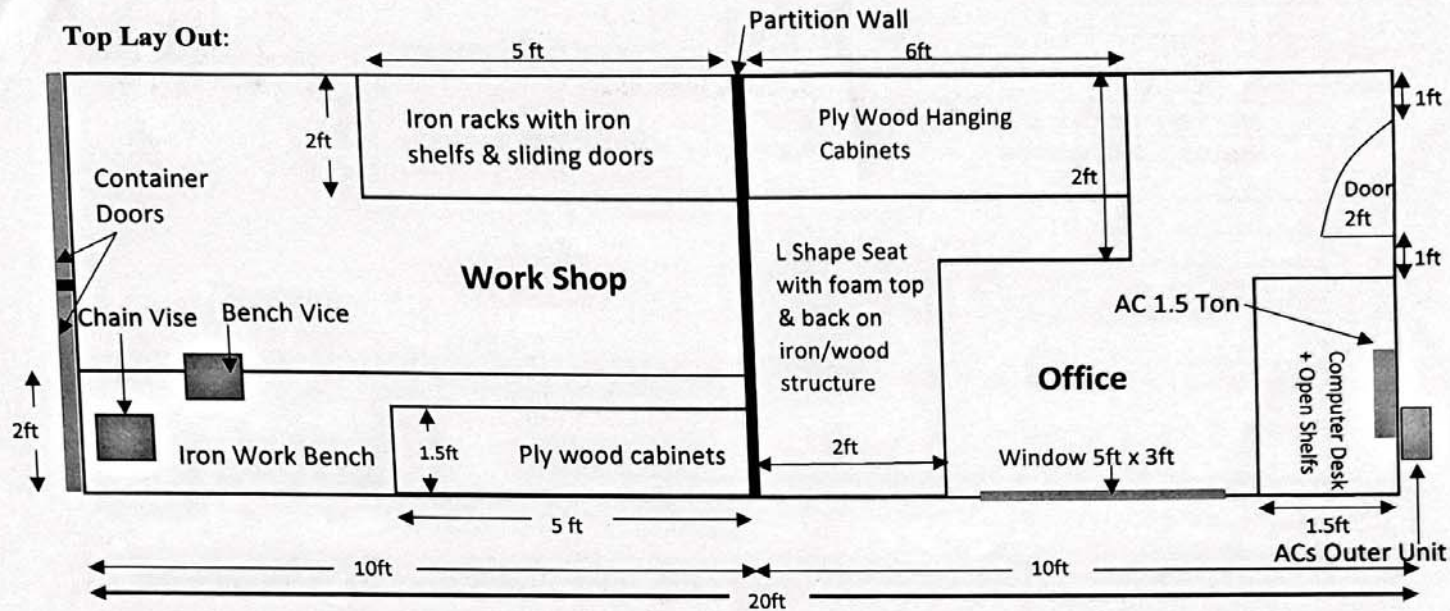 Top Lay Out:
Partition Wall
5 ft
6ft
1ft
2ft
Iron racks with iron
shelfs & sliding doors
Ply Wood Hanging
Cabinets
2ft
Door
2ft
Container
Doors
1ft
L Shape Seat
with foam top
& back on
iron/wood
structure
Work Shop
AC 1.5 Ton
Chain Vise
Bench Vice
Office
Computer Desk
+ Open Shelfs
2ft
Iron Work Bench
1.5ft
Ply wood cabinets
2ft
Window 5ft x 3ft
5 ft
1.5ft
ACs Outer Unit
10ft
10ft
20ft